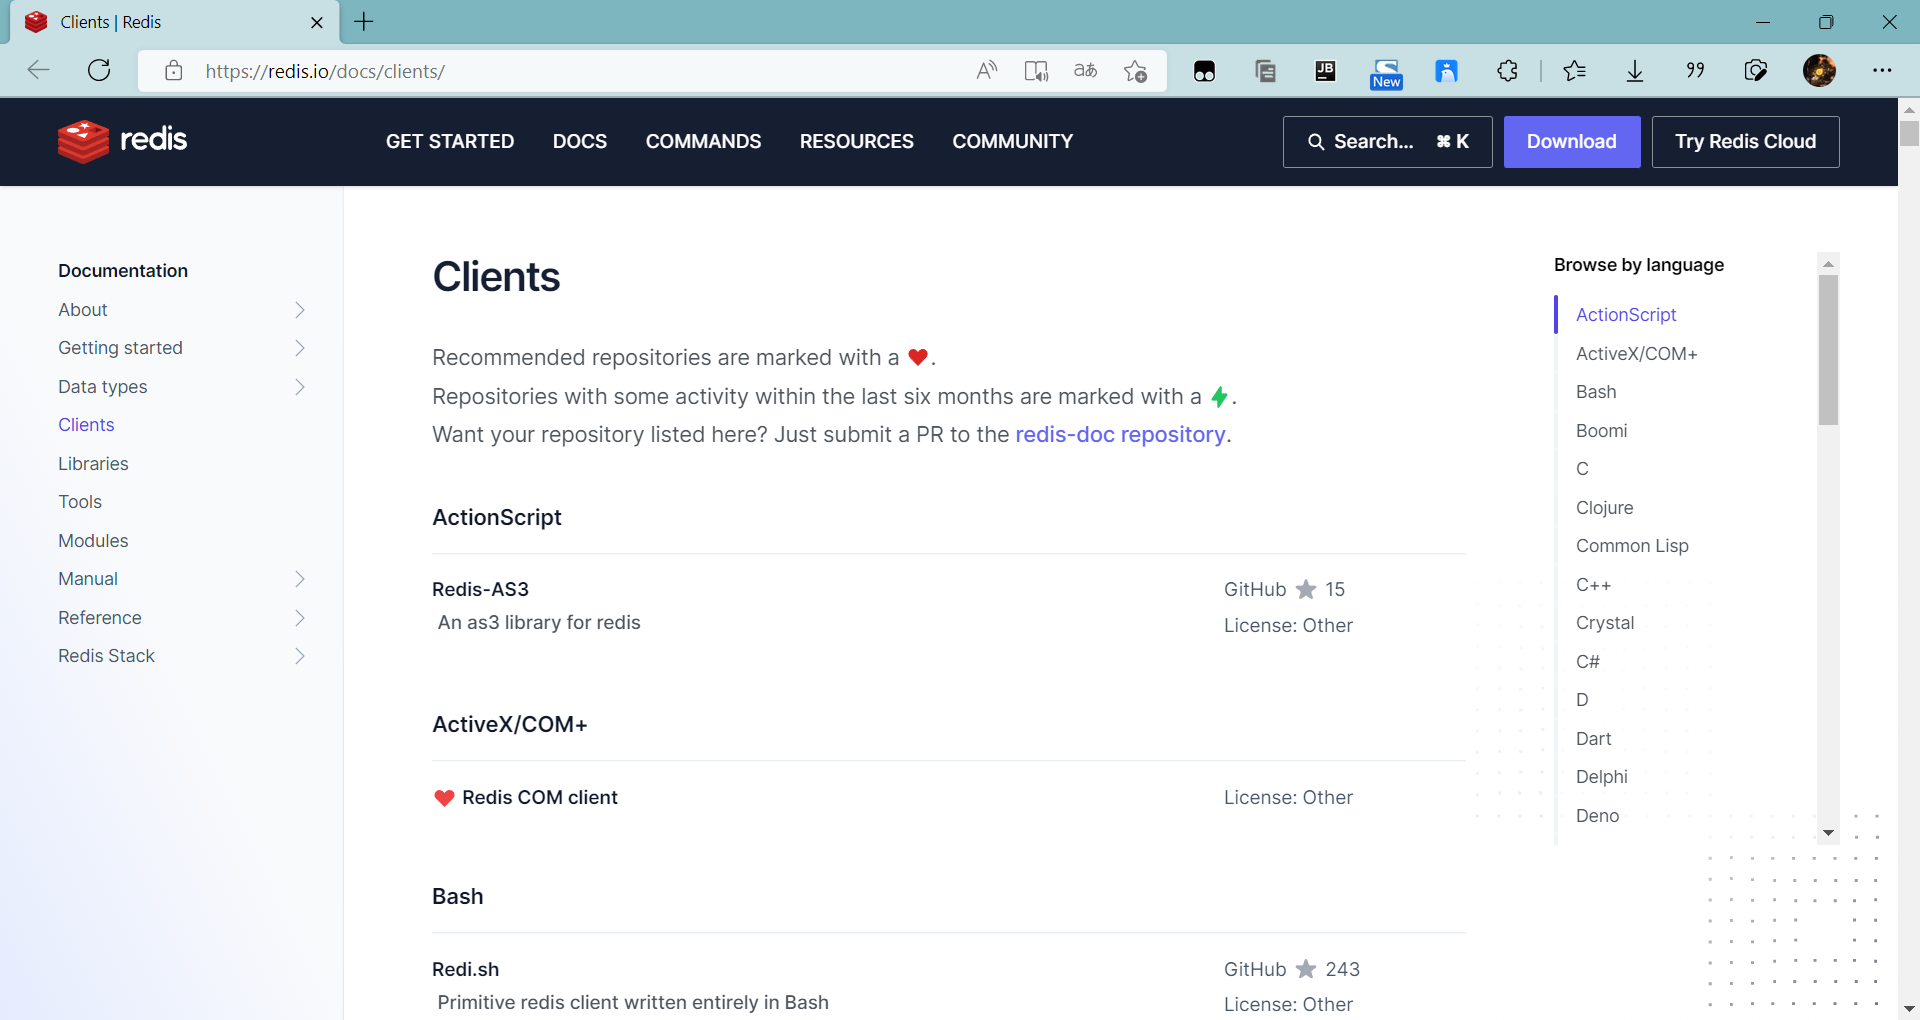 Clients | Redis
https://redis.io/docs/clients/
A
aあ
JB
New
redis
GET STARTED
DOCS
COMMANDS
RESOURCES
COMMUNITY
Search... ⌘ K
Download
Try Redis Cloud
Documentation
About
Getting started
Data types
Clients
Libraries
Tools
Modules
Manual
Reference
Redis Stack
Clients
Recommended repositories are marked with a ❤.
Repositories with some activity within the last six months are marked with a ⚡.
Want your repository listed here? Just submit a PR to the redis-doc repository.
ActionScript
Redis-AS3
GitHub ★ 15
An as3 library for redis
License: Other
ActiveX/COM+
❤ Redis COM client
License: Other
Bash
Redi.sh
GitHub ★ 243
Primitive redis client written entirely in Bash
License: Other
Browse by language
ActionScript
ActiveX/COM+
Bash
Boomi
C
Clojure
Common Lisp
C++
Crystal
C#
D
Dart
Delphi
Deno